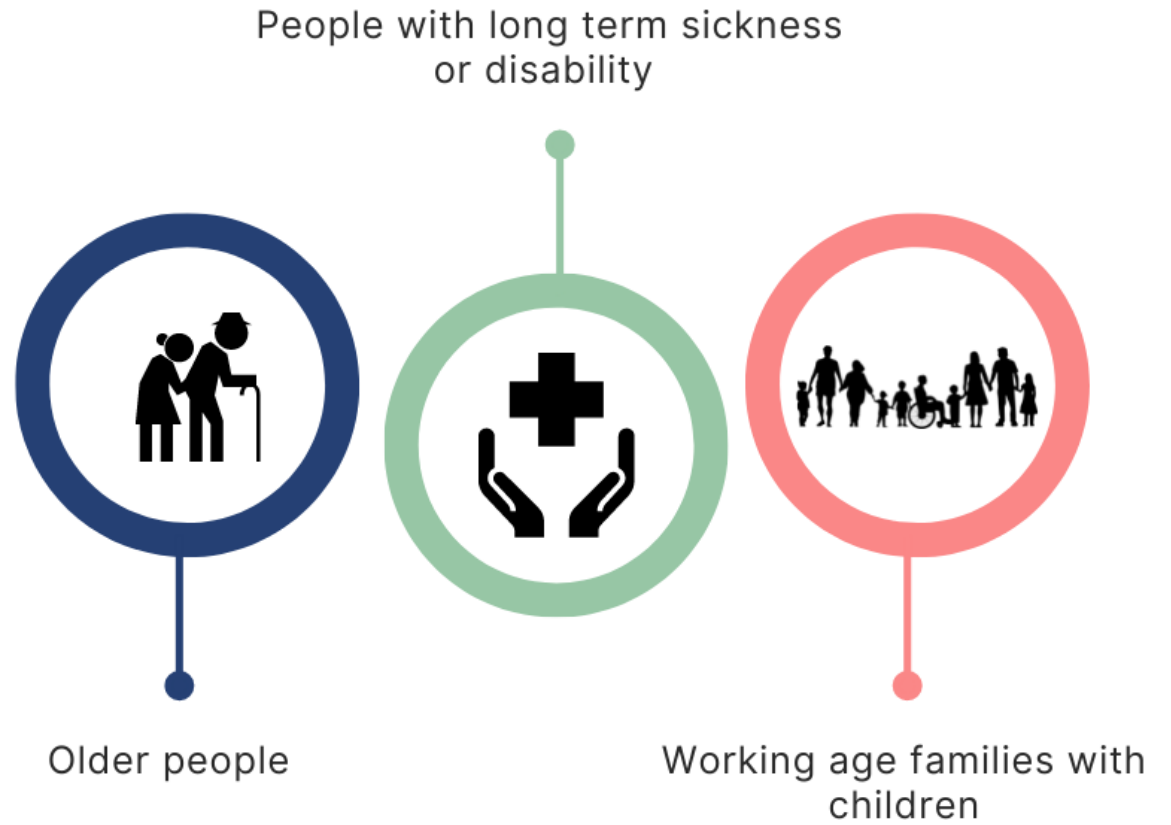 People with long term sickness
or disability
Older people
Working age families with
children